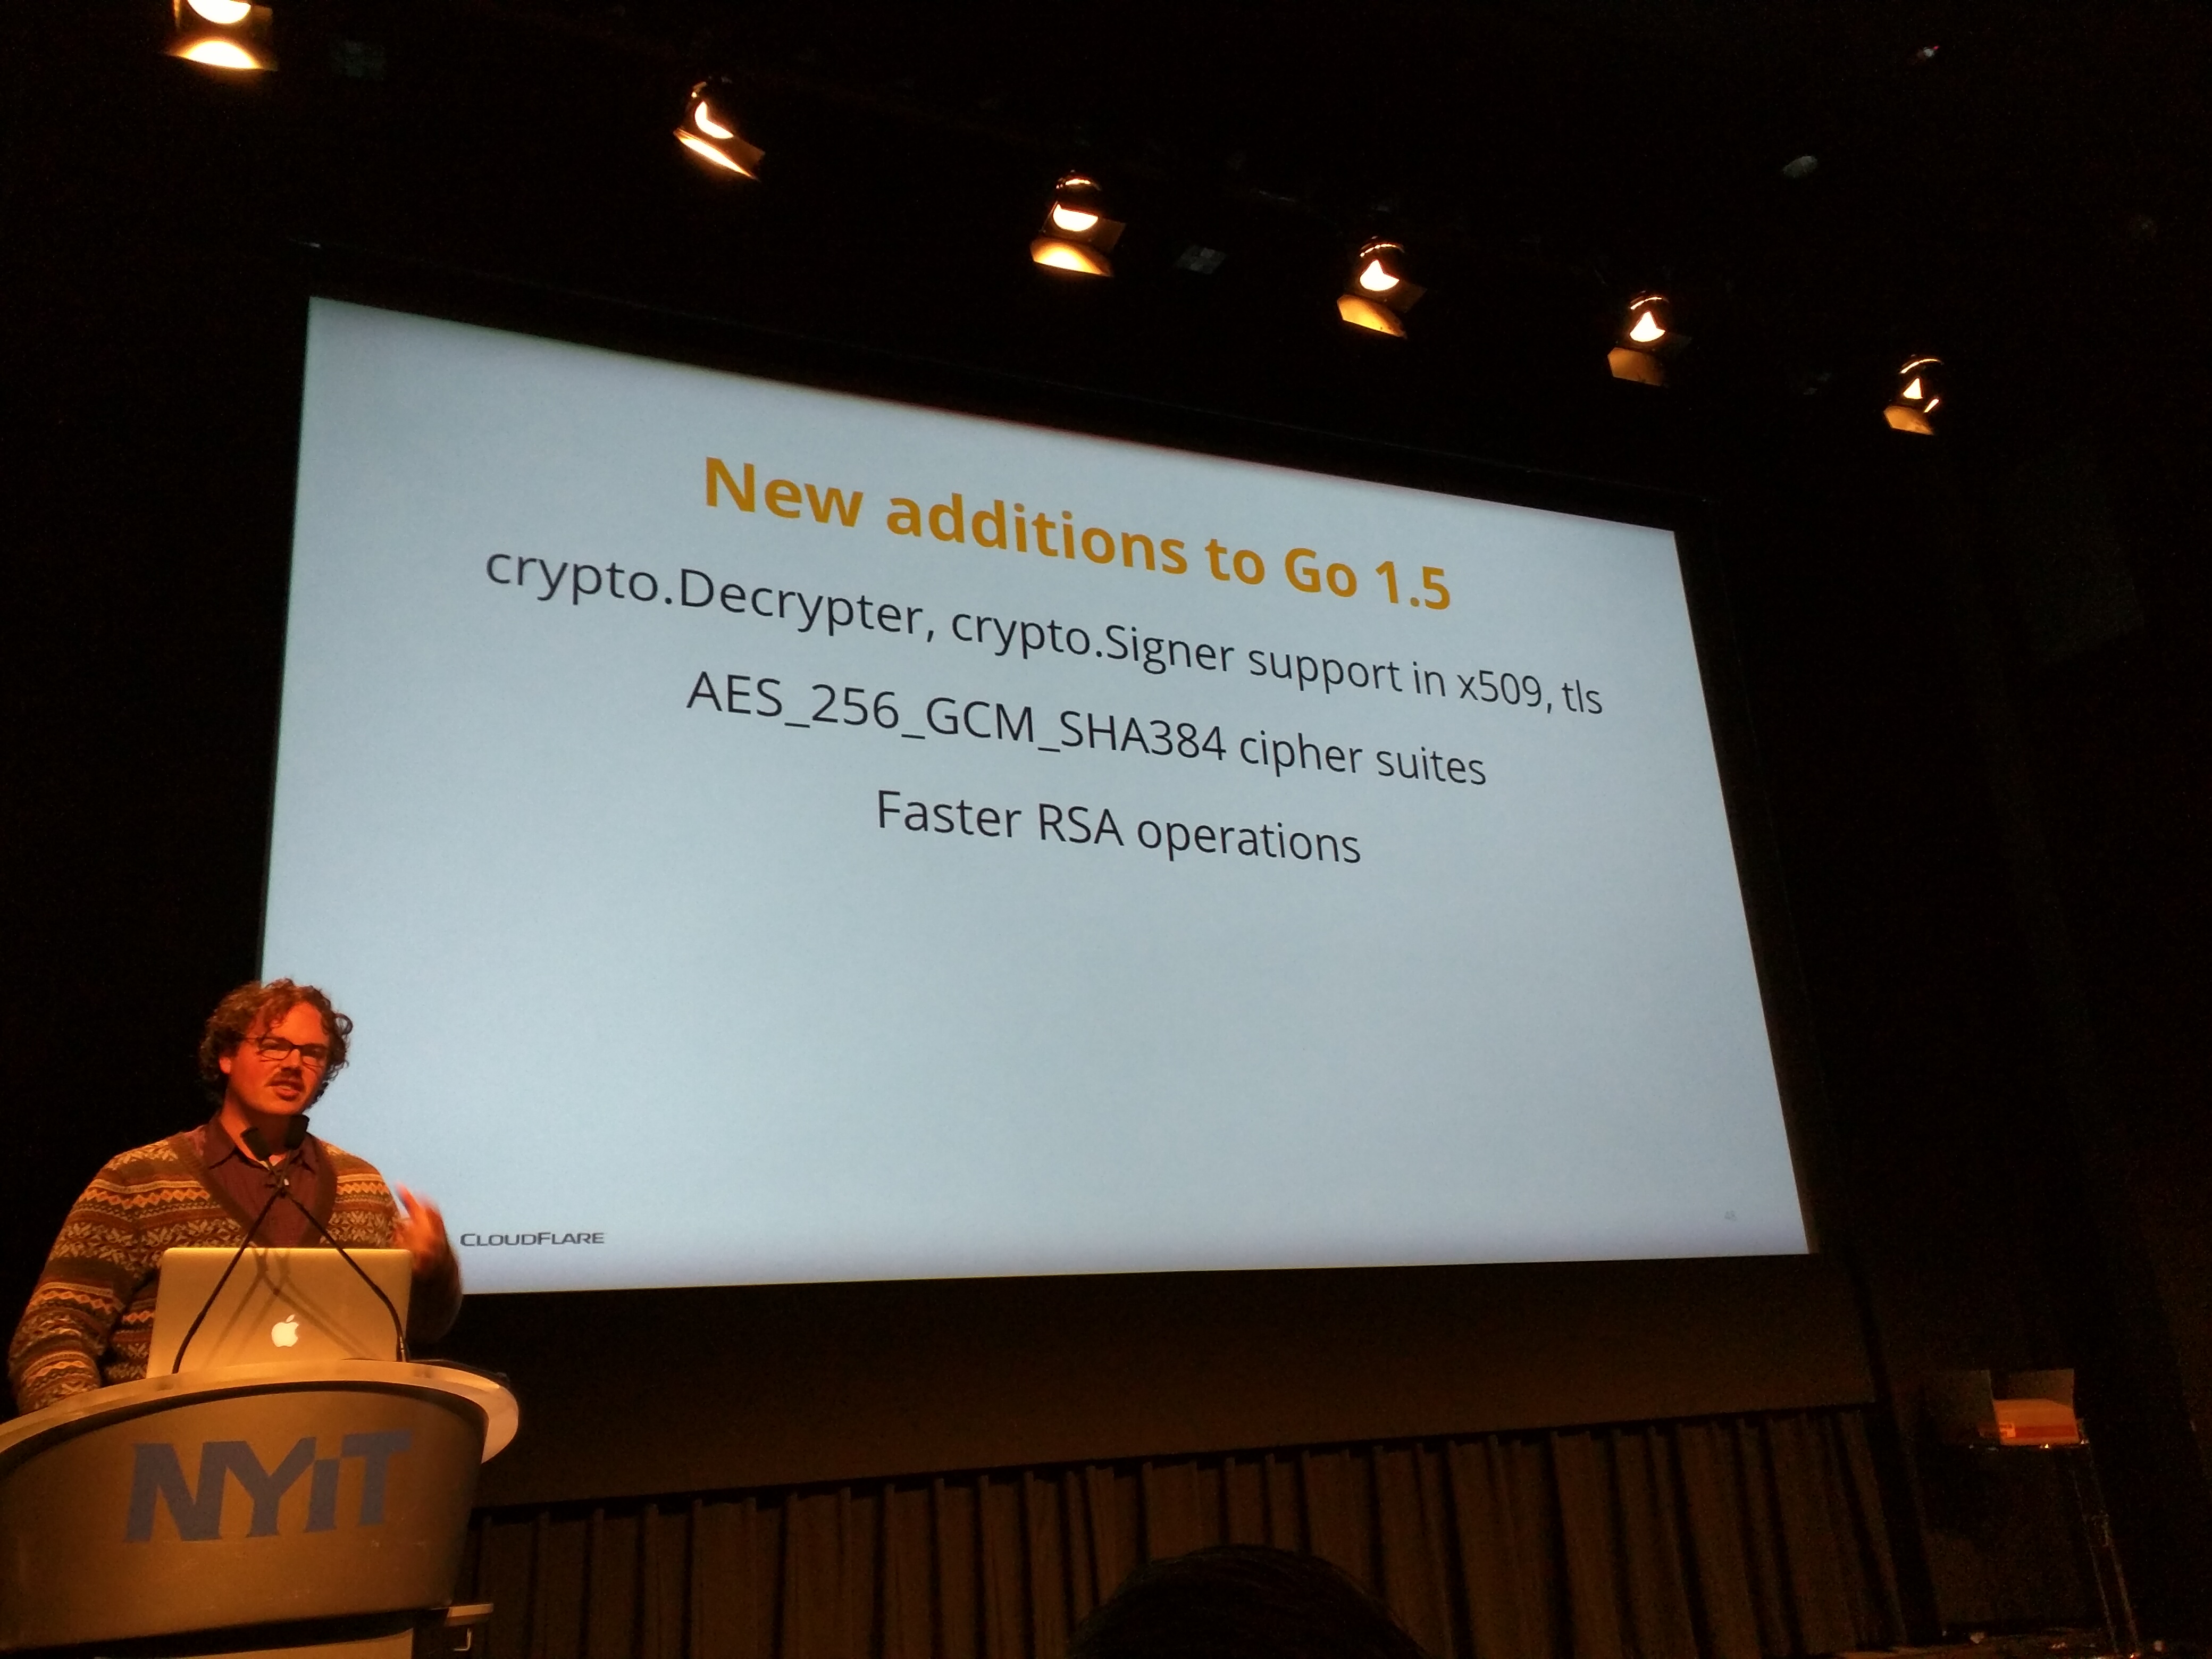 New additions to Go 1.5
crypto.Decrypter, crypto.Signer support in x509, tls
AES_256_GCM_SHA384 cipher suites
Faster RSA operations
CLOUDFLARE
NYiT